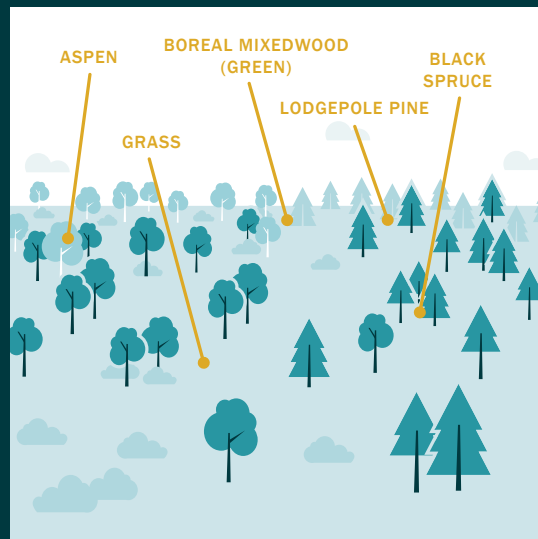 ASPEN
BOREAL MIXEDWOOD
(GREEN)
BLACK
SPRUCE
LODGEPOLE PINE
GRASS